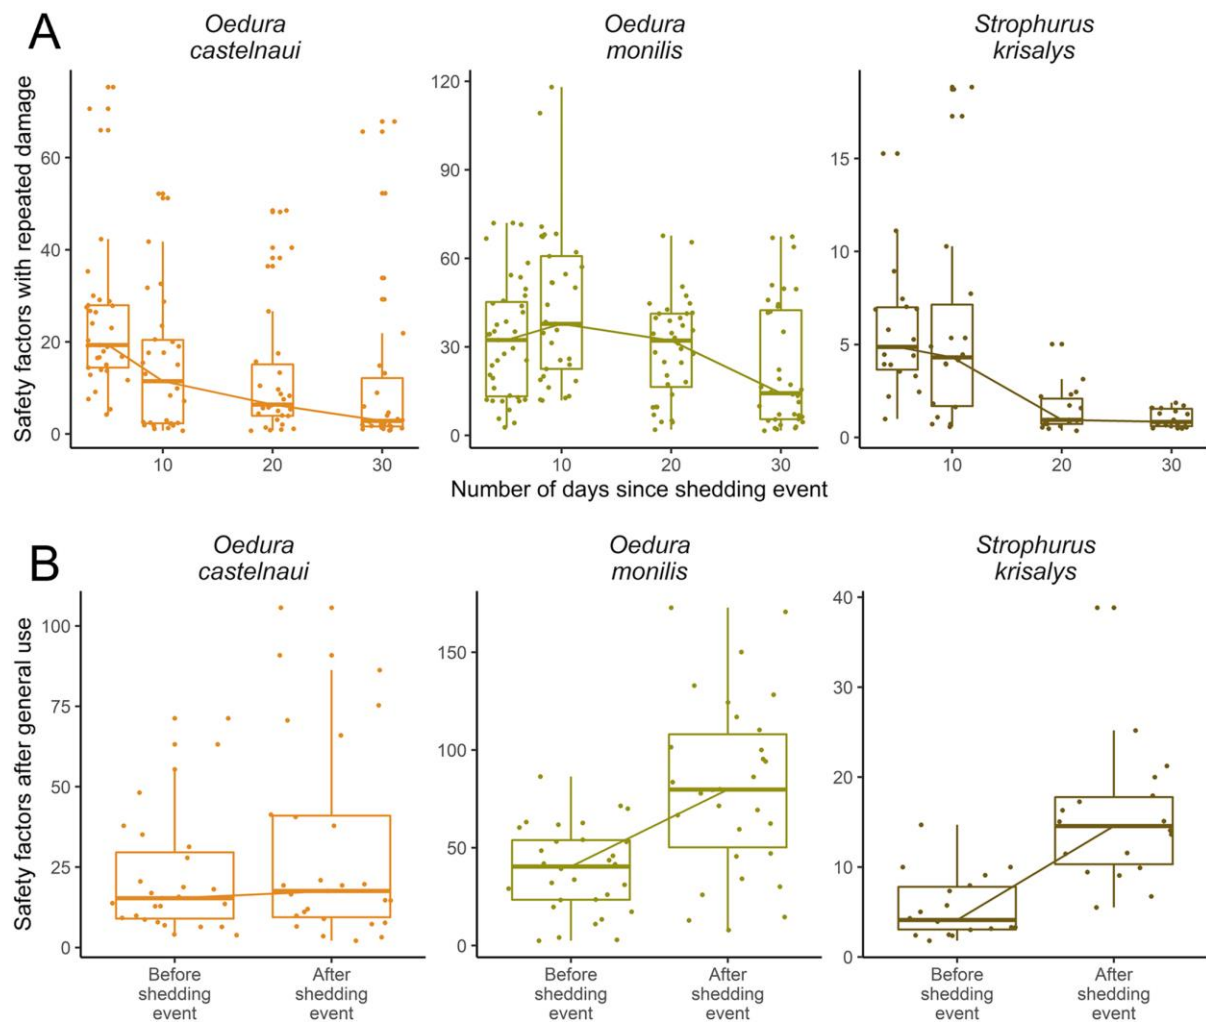 A
Oedura
castelnaui
Oedura
monilis
Strophurus
krisalys
Safety factors with repeated damage
60
40
20
0
10
20
30
120
90
60
30
0
10
20
30
15
10
5
0
10
20
30
Number of days since shedding event
B
Oedura
castelnaui
Oedura
monilis
Strophurus
krisalys
Safety factors after general use
100
75
50
25
0
Before
shedding
event
After
shedding
event
150
100
50
0
Before
shedding
event
After
shedding
event
40
30
20
10
0
Before
shedding
event
After
shedding
event